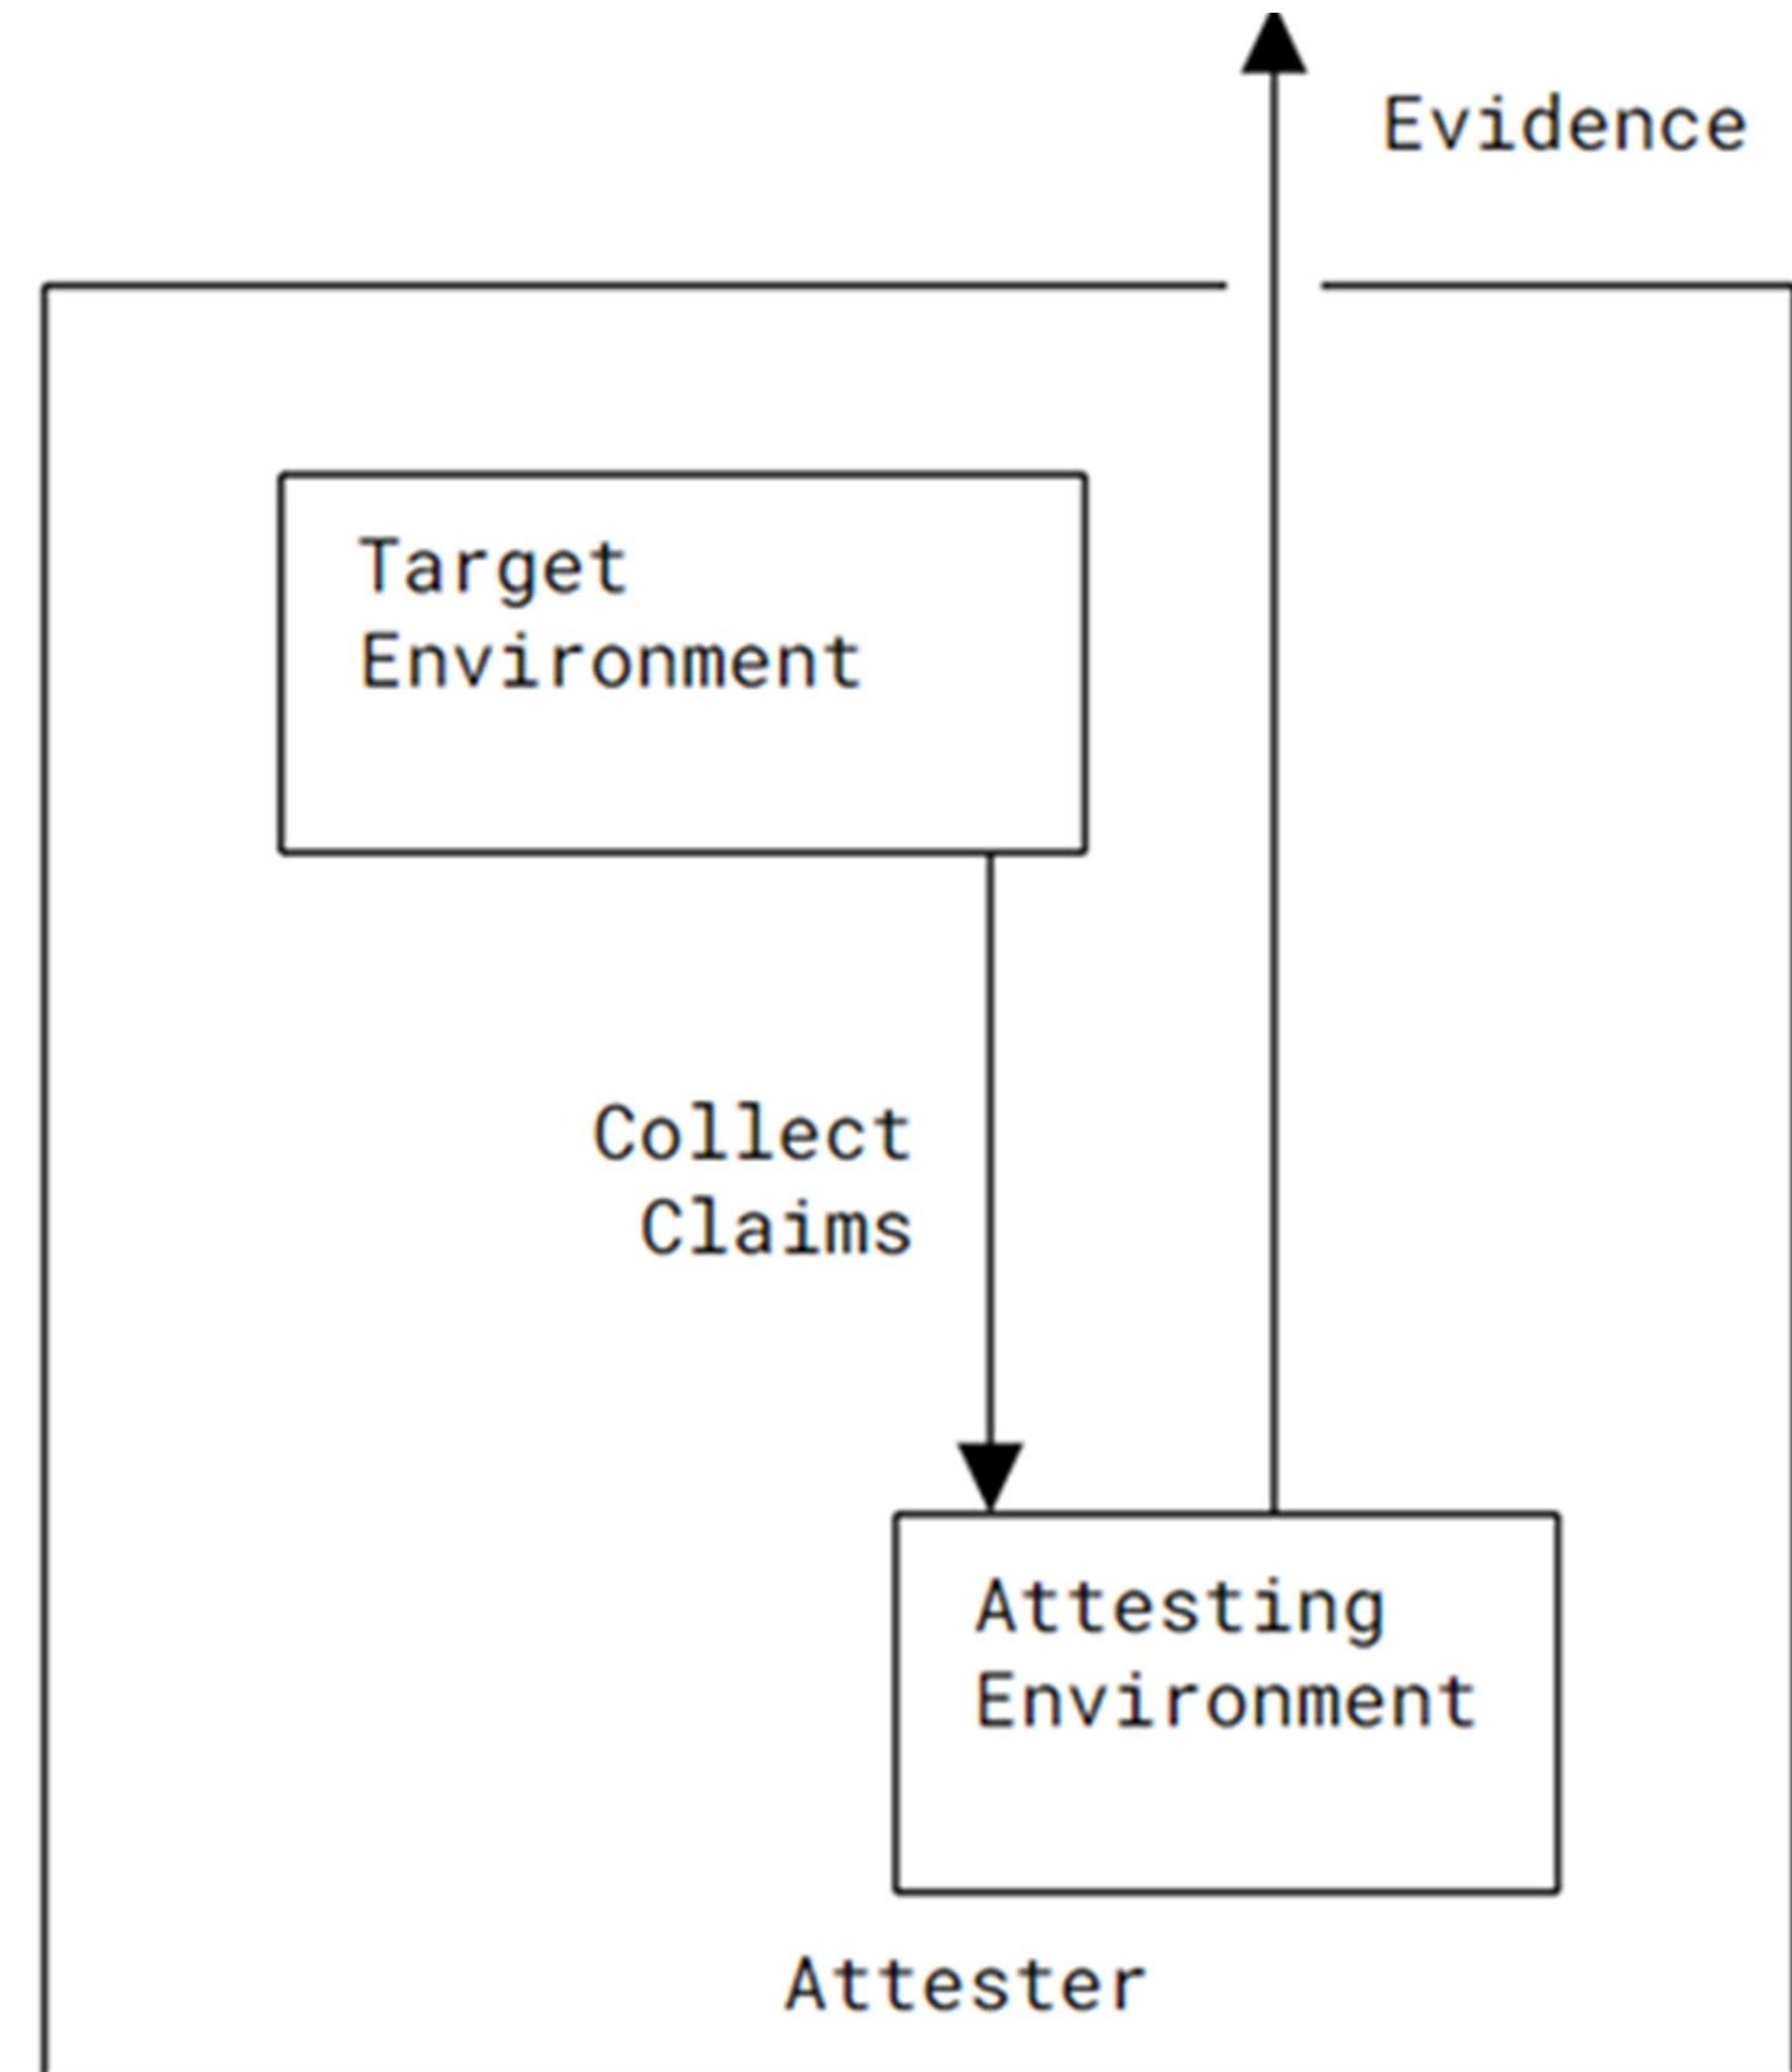 Evidence
Target
Environment
Collect
Claims
Attesting
Environment
Attester